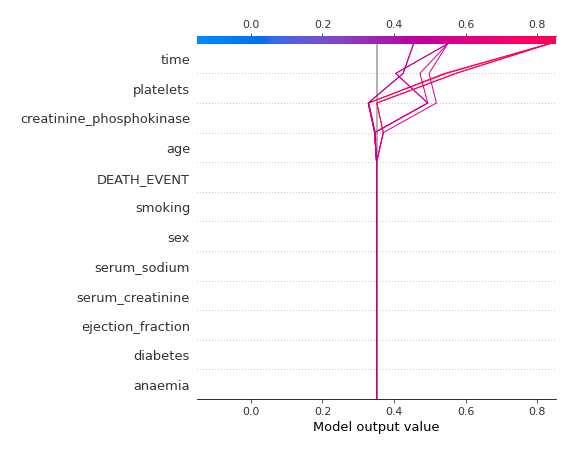 0.0 0.2 0.4 0.6 0.8
time
platelets
creatinine_phosphokinase
age
DEATH_EVENT
smoking
sex
serum_sodium
serum_creatinine
ejection_fraction
diabetes
anaemia
0.0 0.2 0.4 0.6 0.8
Model output value